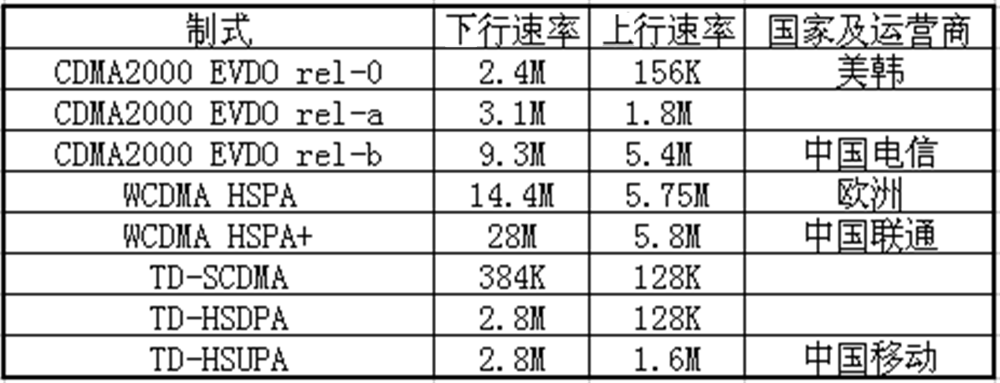 制式 下行速率 上行速率 国家及运营商
CDMA2000 EVDO rel-0 2.4M 156K 美韩
CDMA2000 EVDO rel-a 3.1M 1.8M
CDMA2000 EVDO rel-b 9.3M 5.4M 中国电信
WCDMA HSPA 14.4M 5.75M 欧洲
WCDMA HSPA+ 28M 5.8M 中国联通
TD-SCDMA 384K 128K
TD-HSDPA 2.8M 128K
TD-HSUPA 2.8M 1.6M 中国移动